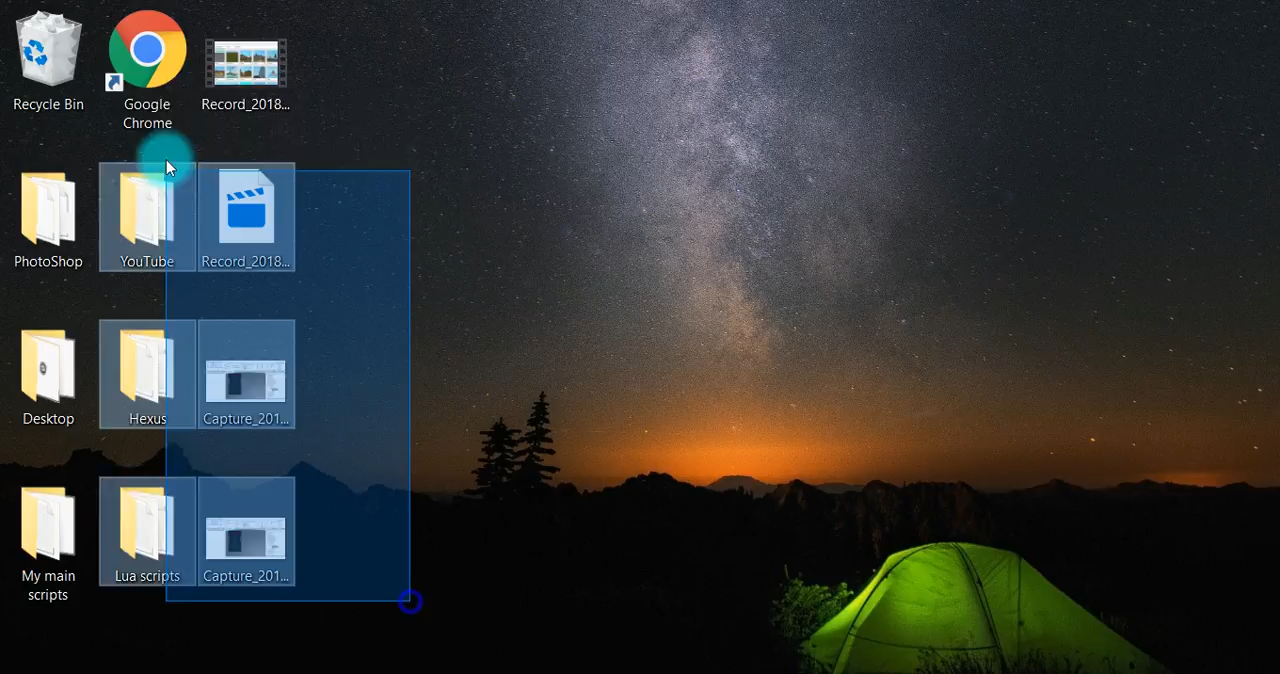 Recycle Bin
Google
Chrome
Record_2018...
PhotoShop
YouTube
Record_2018...
Desktop
Hexus
Capture_201...
My main
scripts
Lua scripts
Capture_201...